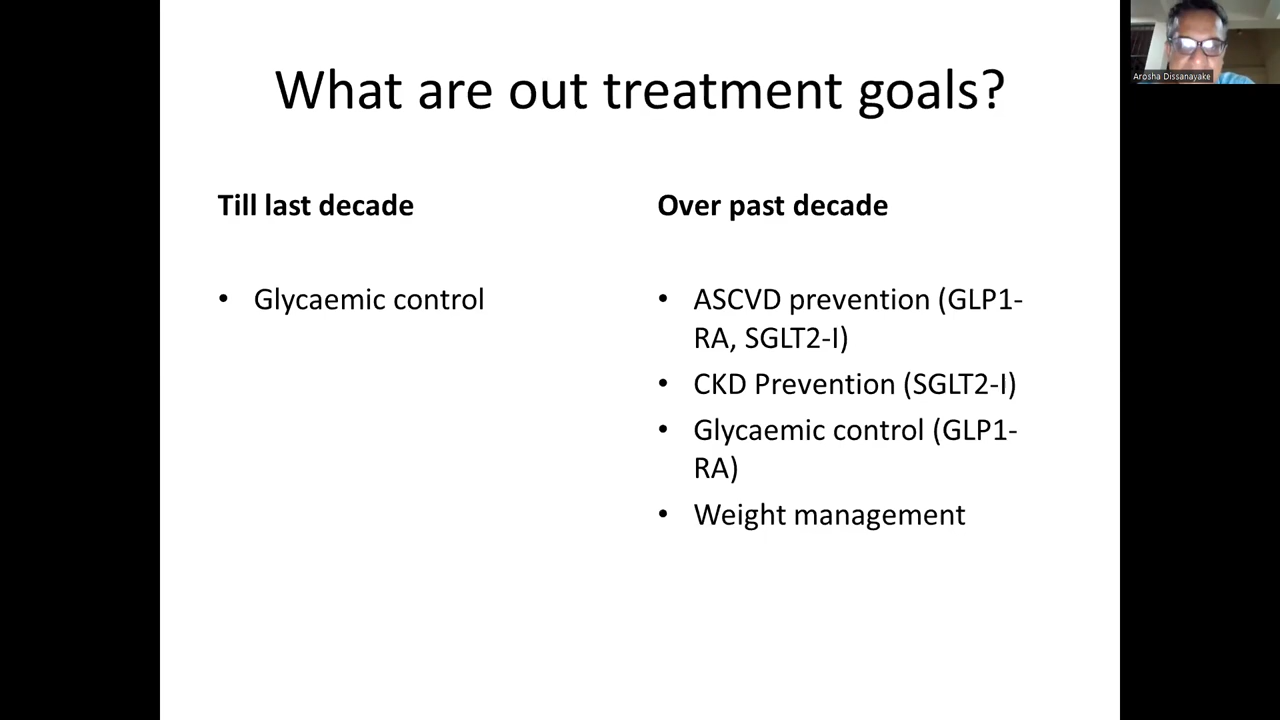 What are out treatment goals?
Till last decade
• Glycaemic control
Over past decade
• ASCVD prevention (GLP1-
RA, SGLT2-I)
• CKD Prevention (SGLT2-I)
• Glycaemic control (GLP1-
RA)
• Weight management
Arosha Dissanayake